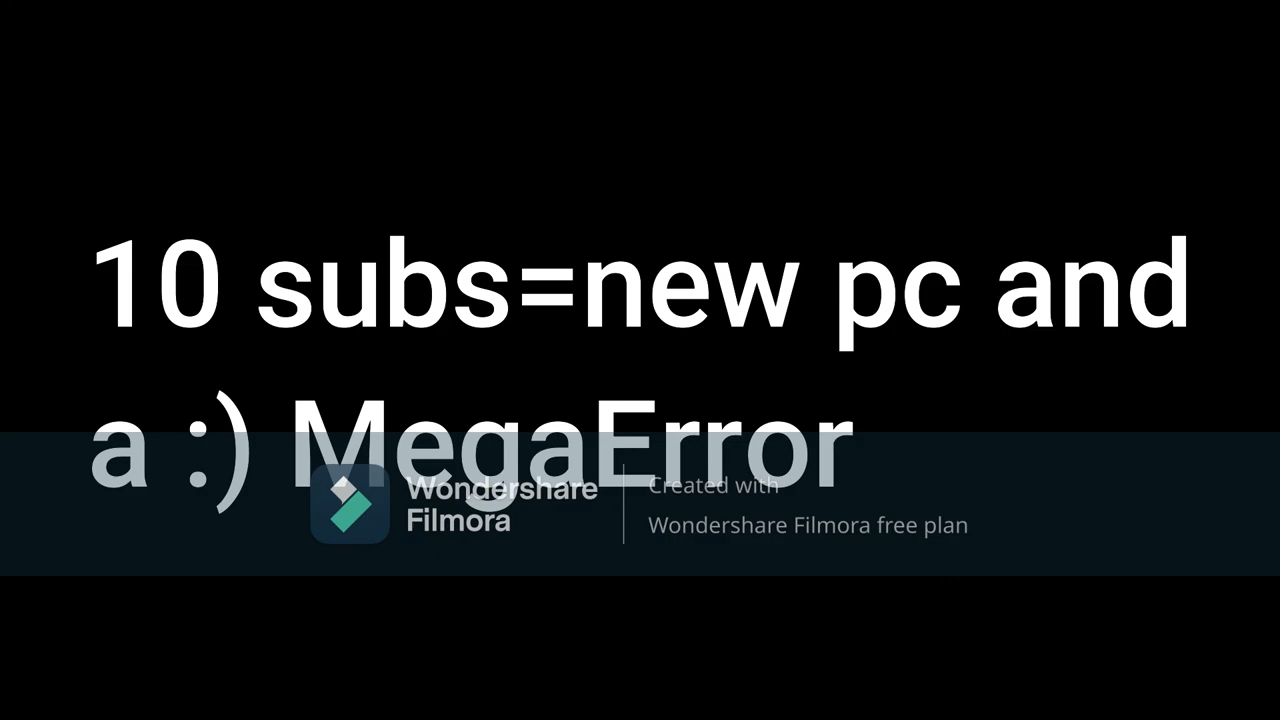 10 subs=new pc and
a :) MegaError
Wondershare
Filmora
Created with
Wondershare Filmora free plan